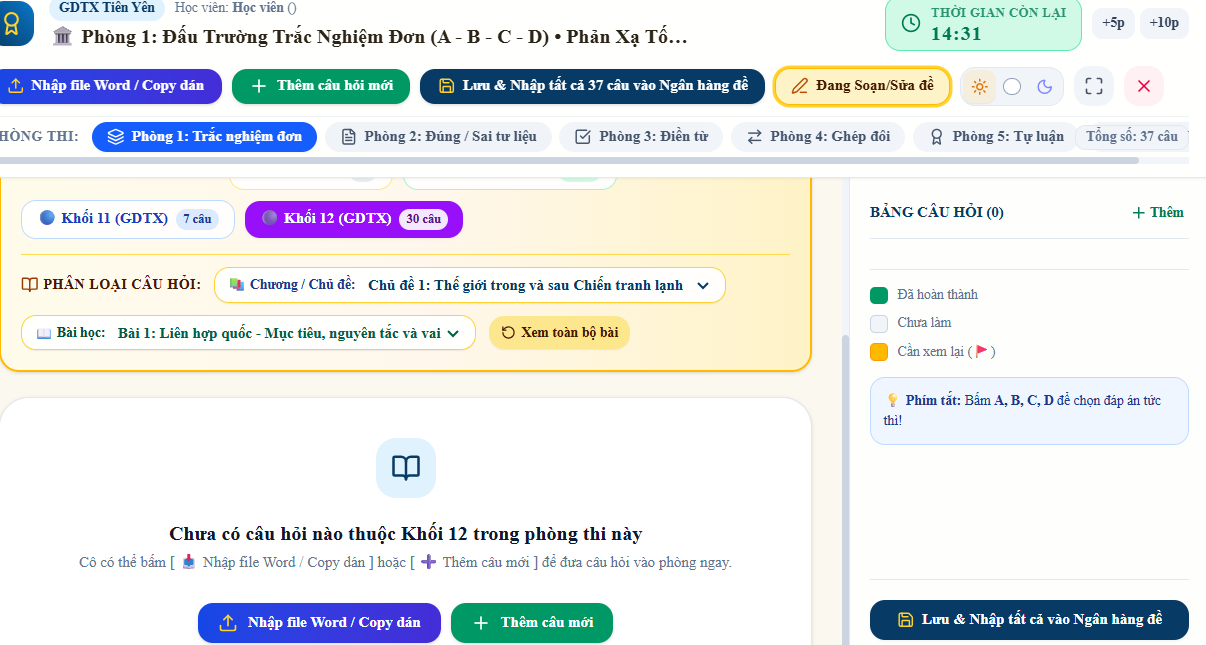 GDTX Tiên Yên Học viên: Học viên ()
🏛️ Phòng 1: Đấu Trường Trắc Nghiệm Đơn (A - B - C - D) • Phản Xạ Tố…
THỜI GIAN CÒN LẠI
14:31
+5p +10p
Nhập file Word / Copy dán
Thêm câu hỏi mới
Lưu & Nhập tất cả 37 câu vào Ngân hàng đề
Đang Soạn/Sửa đề
HÒNG THI: Phòng 1: Trắc nghiệm đơn Phòng 2: Đúng / Sai tư liệu Phòng 3: Điền từ Phòng 4: Ghép đôi Phòng 5: Tự luận Tổng số: 37 câu
Khối 11 (GDTX) 7 câu Khối 12 (GDTX) 30 câu
PHÂN LOẠI CÂU HỎI: Chương / Chủ đề: Chủ đề 1: Thế giới trong và sau Chiến tranh lạnh
Bài học: Bài 1: Liên hợp quốc - Mục tiêu, nguyên tắc và vai Xem toàn bộ bài
Chưa có câu hỏi nào thuộc Khối 12 trong phòng thi này
Cô có thể bấm [ 📥 Nhập file Word / Copy dán ] hoặc [ ➕ Thêm câu mới ] để đưa câu hỏi vào phòng ngay.
Nhập file Word / Copy dán Thêm câu mới
BẢNG CÂU HỎI (0) + Thêm
Đã hoàn thành
Chưa làm
Cần xem lại (🚩)
💡 Phím tắt: Bấm A, B, C, D để chọn đáp án tức
thì!
Lưu & Nhập tất cả vào Ngân hàng đề